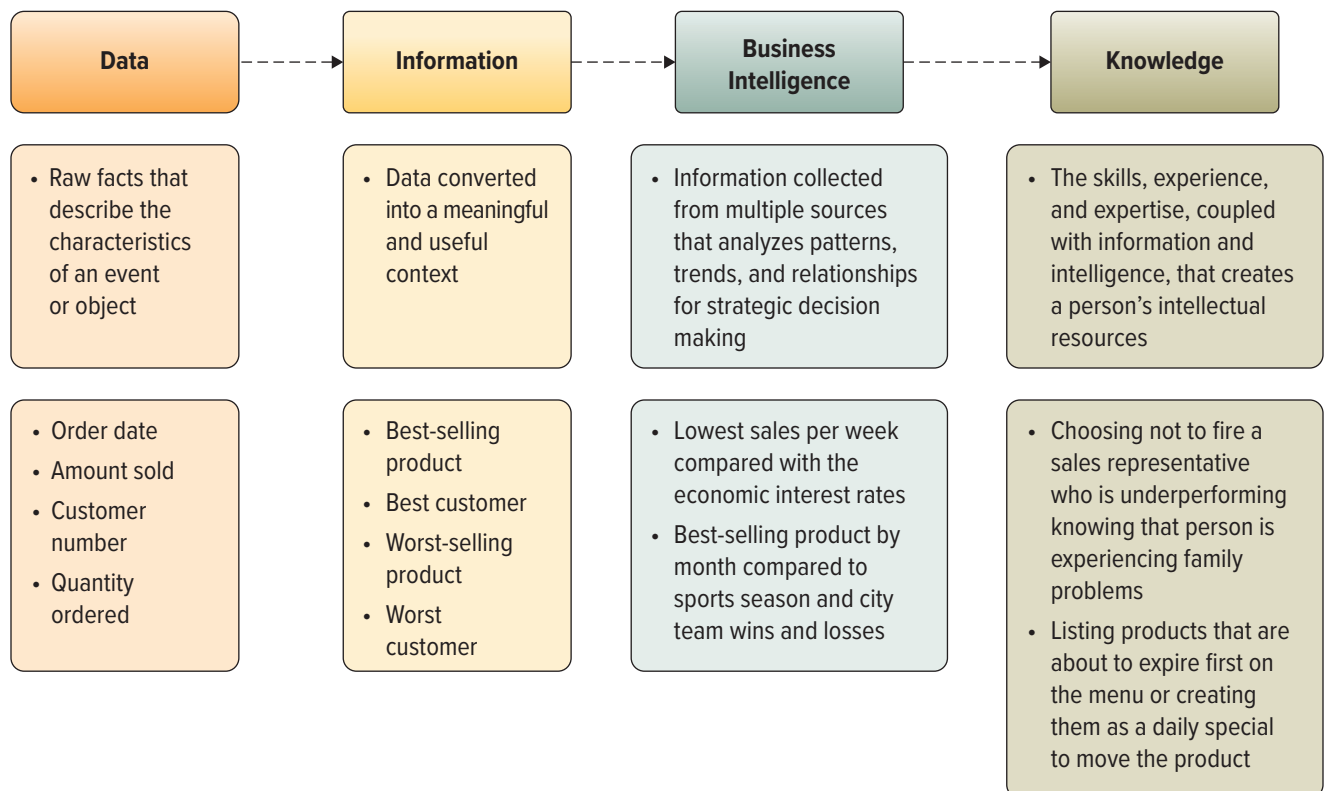 Data
Information
Business
Intelligence
Knowledge
• Raw facts that
describe the
characteristics
of an event
or object
• Data converted
into a meaningful
and useful
context
• Information collected
from multiple sources
that analyzes patterns,
trends, and relationships
for strategic decision
making
• The skills, experience,
and expertise, coupled
with information and
intelligence, that creates
a person’s intellectual
resources
• Order date
• Amount sold
• Customer
number
• Quantity
ordered
• Best-selling
product
• Best customer
• Worst-selling
product
• Worst
customer
• Lowest sales per week
compared with the
economic interest rates
• Best-selling product by
month compared to
sports season and city
team wins and losses
• Choosing not to fire a
sales representative
who is underperforming
knowing that person is
experiencing family
problems
• Listing products that are
about to expire first on
the menu or creating
them as a daily special
to move the product